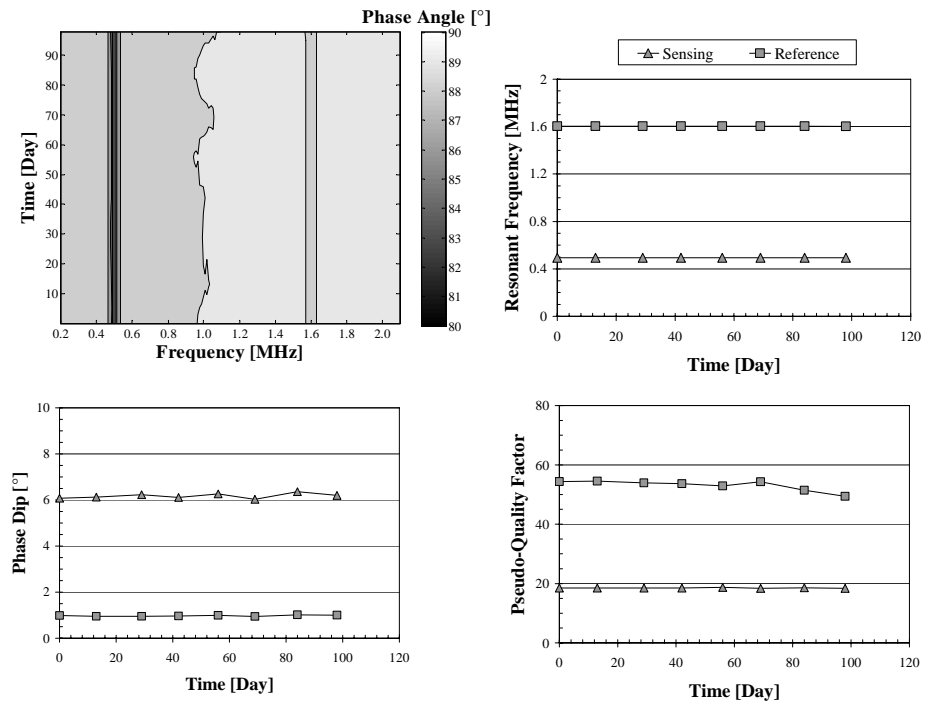 Phase Angle [°]
90
89
88
87
86
85
84
83
82
81
80
90
80
70
60
50
40
30
20
10
Time [Day]
0.2 0.4 0.6 0.8 1.0 1.2 1.4 1.6 1.8 2.0
Frequency [MHz]
Sensing Reference
2
1.6
1.2
0.8
0.4
0
Resonant Frequency [MHz]
0 20 40 60 80 100 120
Time [Day]
10
8
6
4
2
0
Phase Dip [°]
0 20 40 60 80 100 120
Time [Day]
80
60
40
20
0
Pseudo-Quality Factor
0 20 40 60 80 100 120
Time [Day]